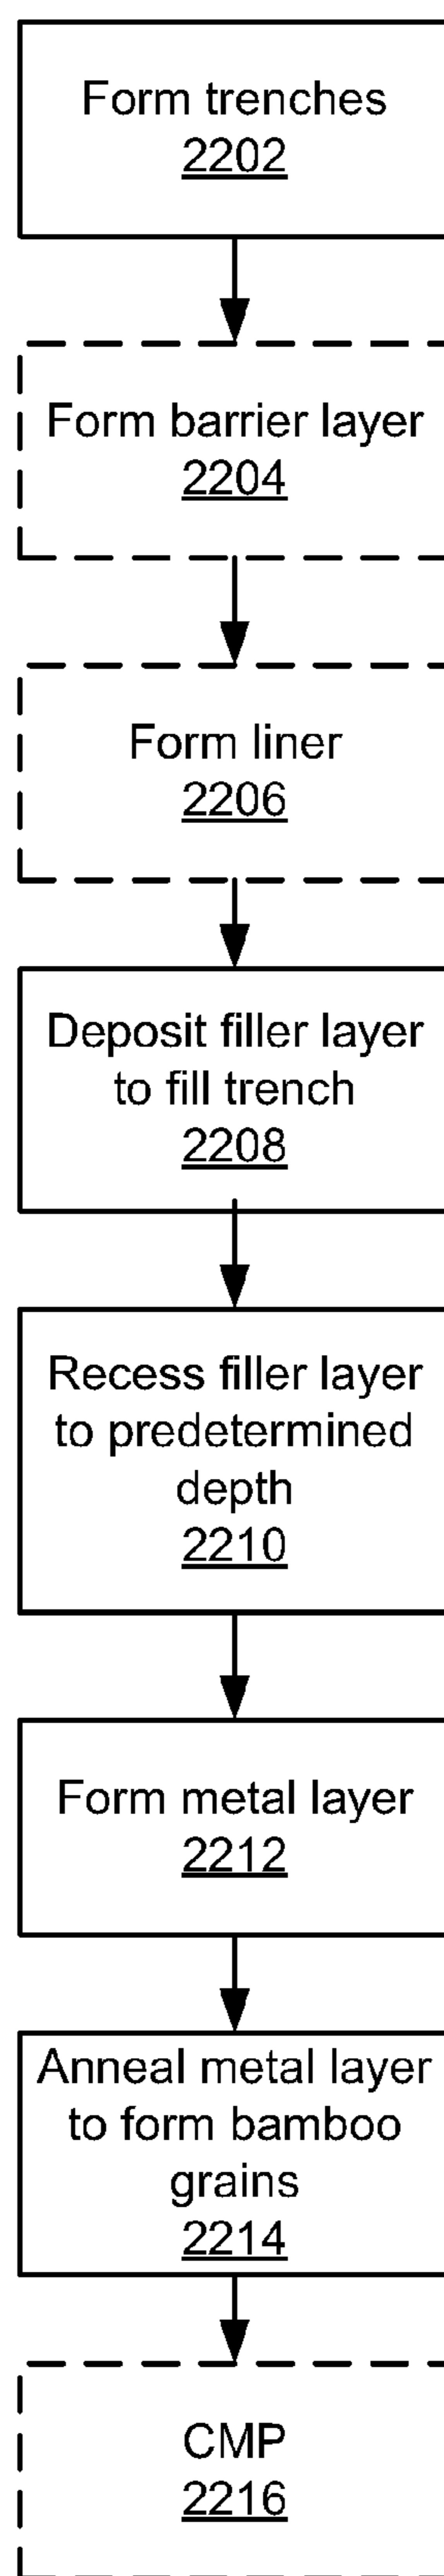 Form trenches
2202
Form barrier layer
2204
Form liner
2206
Deposit filler layer
to fill trench
2208
Recess filler layer
to predetermined
depth
2210
Form metal layer
2212
Anneal metal layer
to form bamboo
grains
2214
CMP
2216